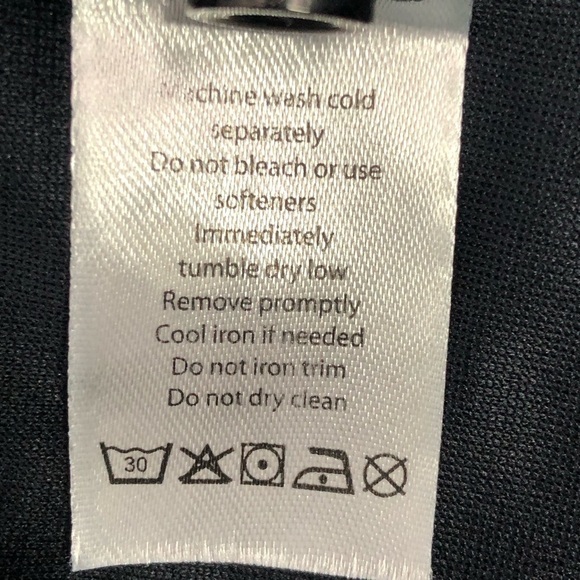 Machine wash cold
separately
Do not bleach or use
softeners
Immediately
tumble dry low
Remove promptly
Cool iron if needed
Do not iron trim
Do not dry clean
30